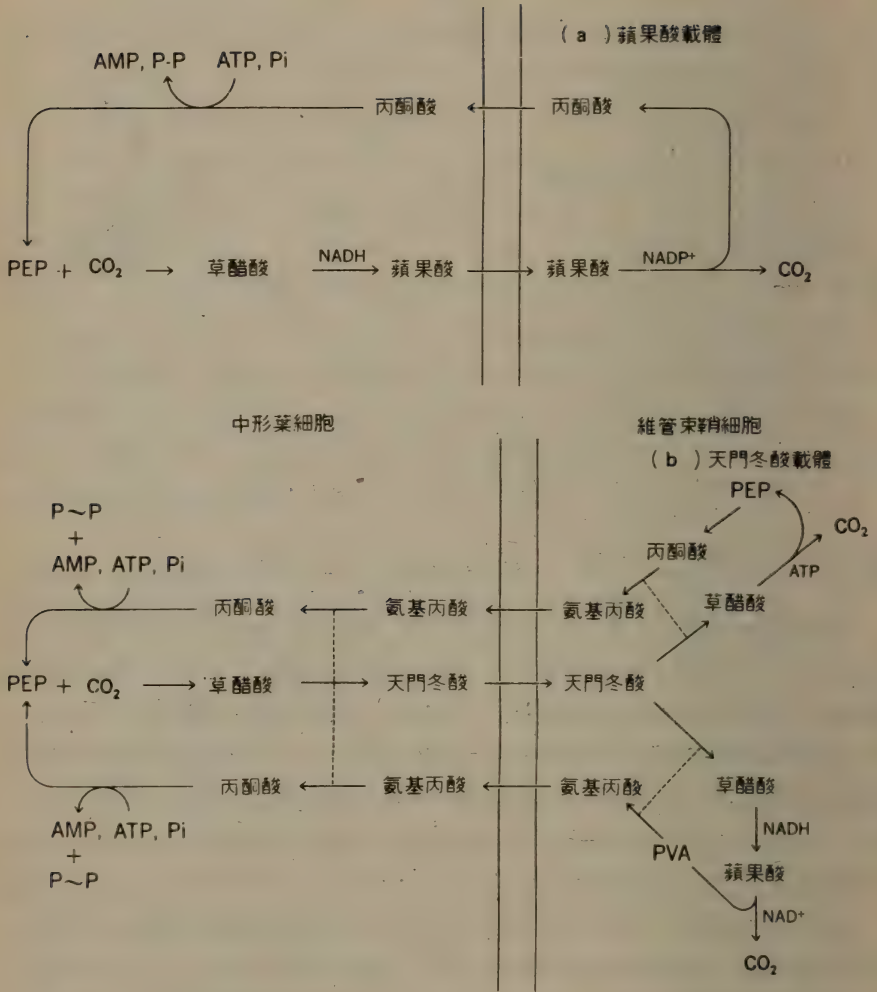 (a)蘋果酸載體
AMP, P-P ATP, Pi
丙酮酸 丙酮酸
PEP + CO₂ 草醋酸 NADH 蘋果酸 蘋果酸 NADP⁺ CO₂
中形葉細胞 維管束鞘細胞
(b)天門冬酸載體
PEP
P~P
+
CO₂
丙酮酸
AMP, ATP, Pi
ATP
丙酮酸 氨基丙酸 氨基丙酸 草醋酸
PEP + CO₂ 草醋酸 天門冬酸 天門冬酸
丙酮酸 氨基丙酸 氨基丙酸 草醋酸
AMP, ATP, Pi
+
P~P
NADH
PVA
蘋果酸
NAD⁺
CO₂